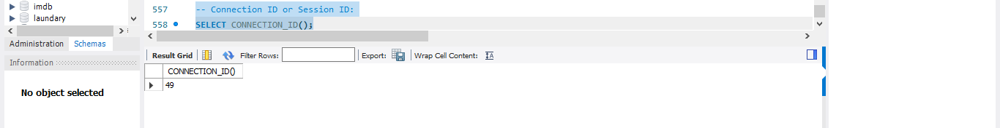 imdb
laundary
Administration Schemas
Information
No object selected
557 -- Connection ID or Session ID:
558 SELECT CONNECTION_ID();
Result Grid Filter Rows: Export: Wrap Cell Content:
CONNECTION_ID()
49